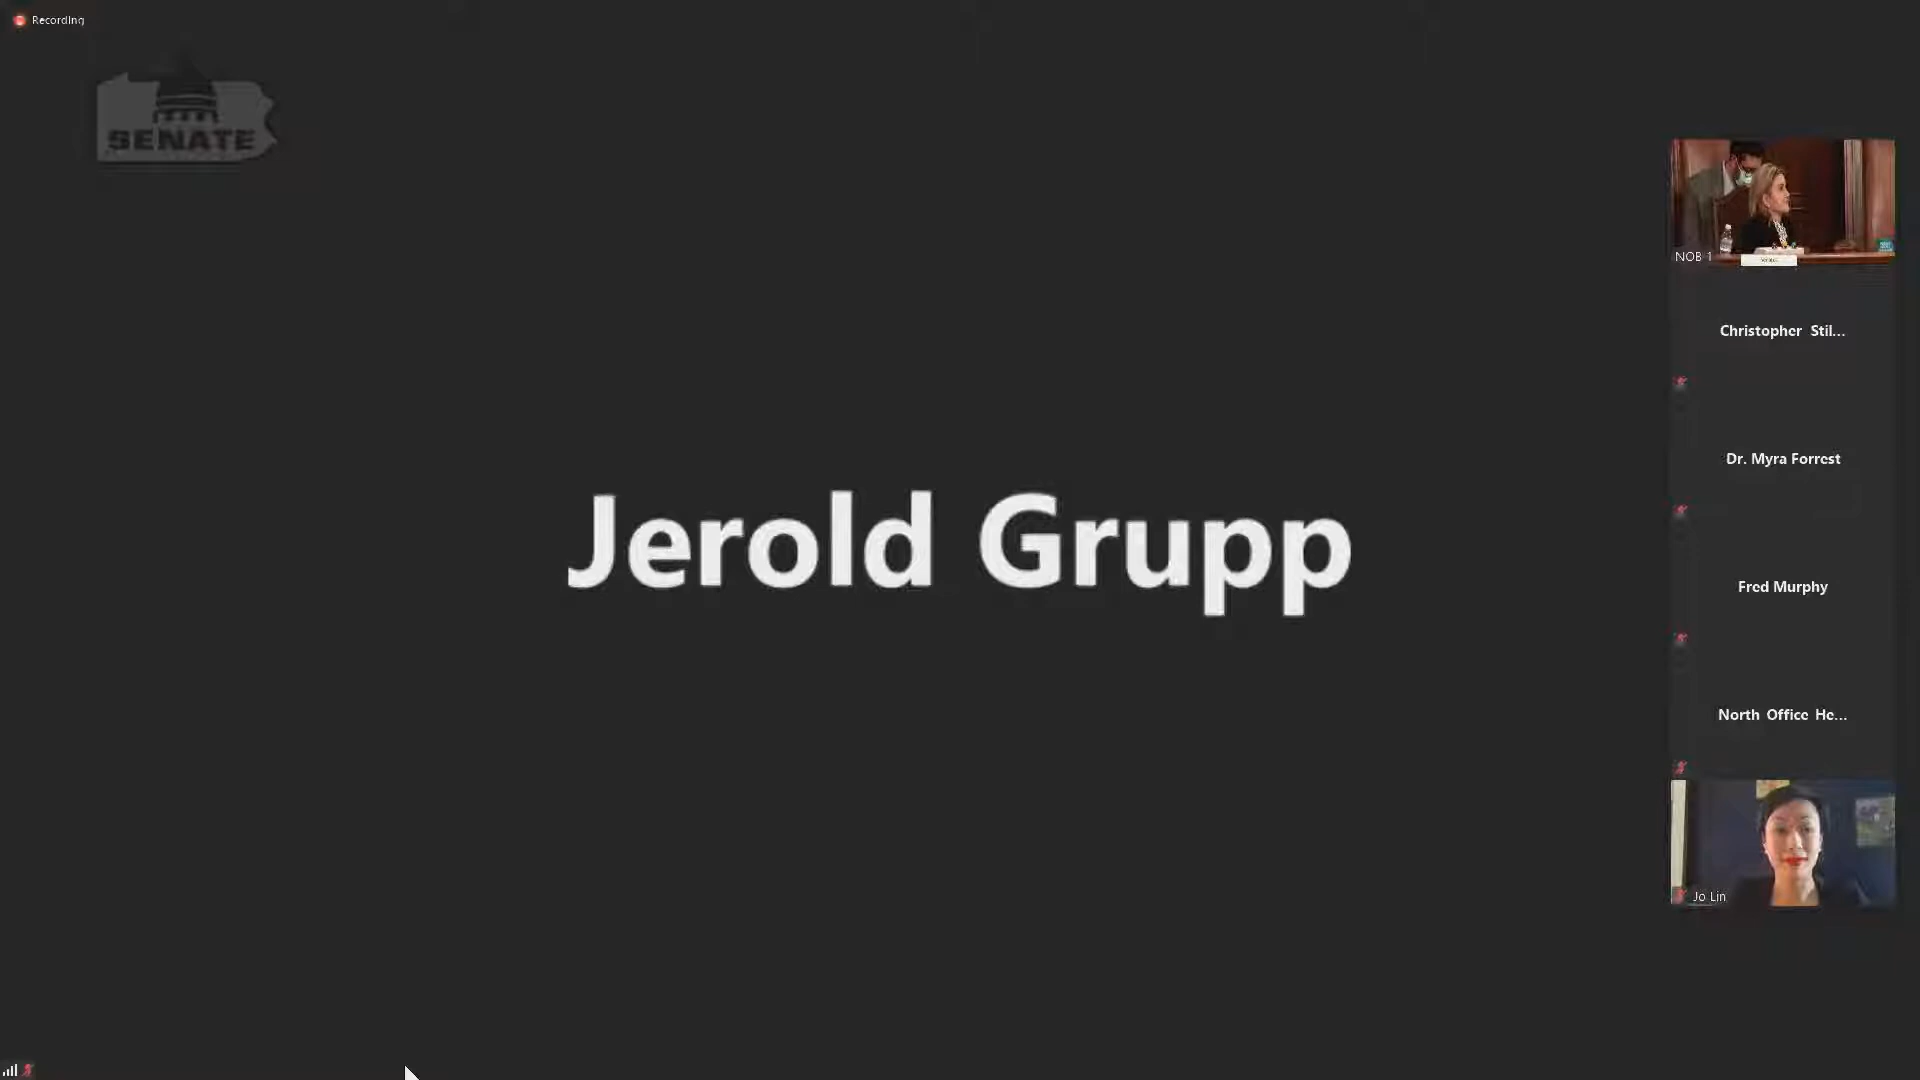 Recording
SENATE
NOB 1
Christopher Stil...
Dr. Myra Forrest
Jerold Grupp
Fred Murphy
North Office He...
Jo Lin